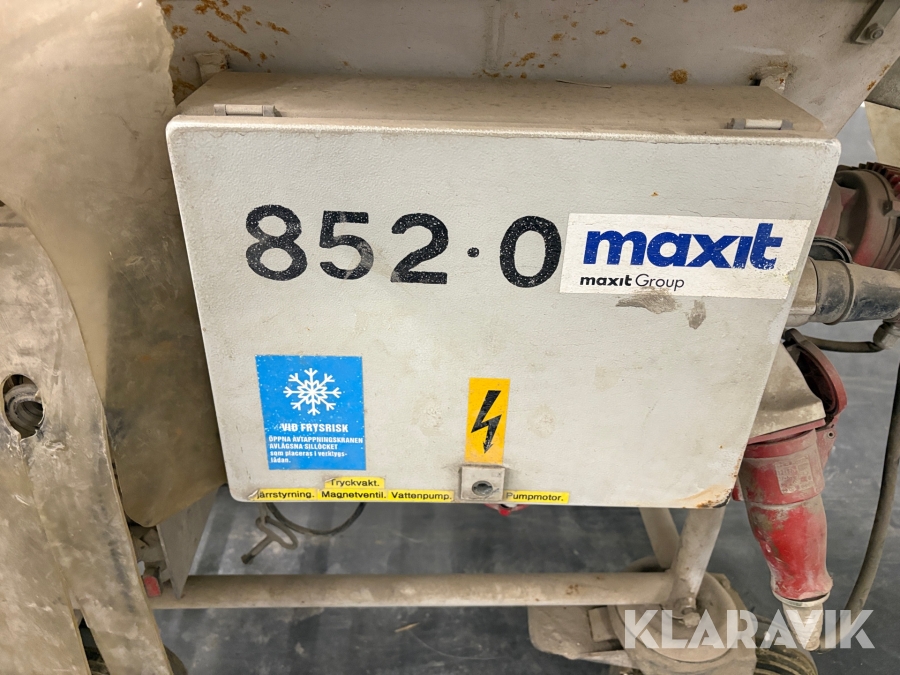 852·0
maxit
maxit Group
VID FRYSRISK
ÖPPNA AVTAPPNINGSKRANEN
AVLÄGSNA SILLOCKET
som placeras i verktygs-
lådan.
Tryckvakt.
Fjärrstyrning. Magnetventil. Vattenpump. Pumpmotor.
KLARAVIK